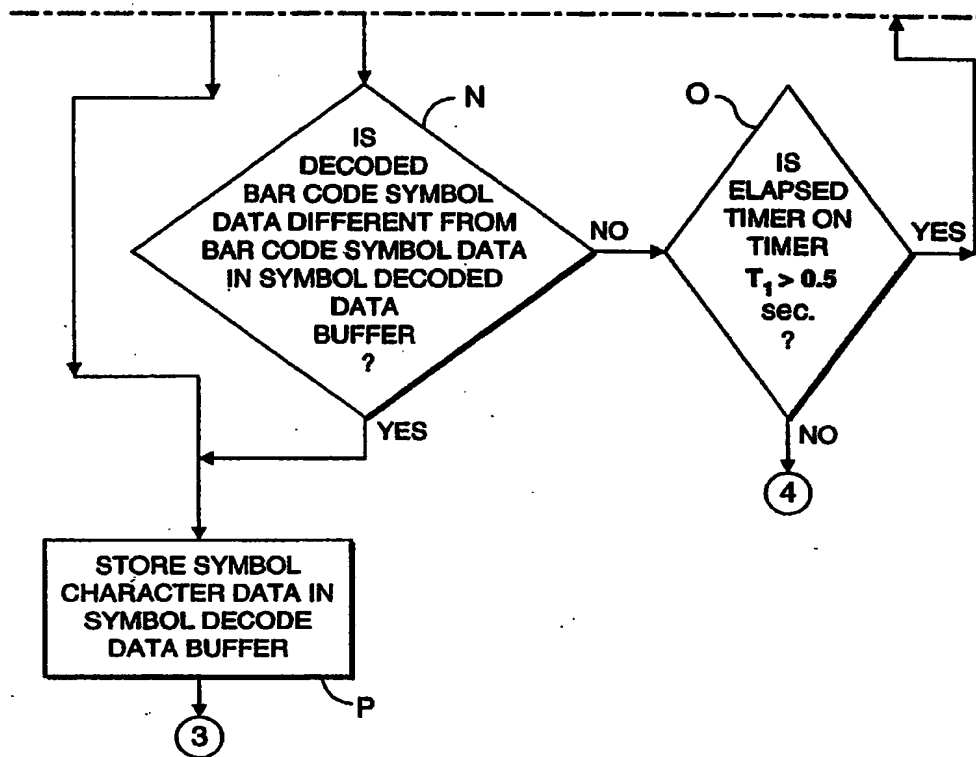 N
IS
DECODED
BAR CODE SYMBOL
DATA DIFFERENT FROM
BAR CODE SYMBOL DATA
IN SYMBOL DECODED
DATA
BUFFER
?
NO
YES
O
IS
ELAPSED
TIMER ON
TIMER
T1 > 0.5
sec.
?
YES
NO
4
STORE SYMBOL
CHARACTER DATA IN
SYMBOL DECODE
DATA BUFFER
P
3